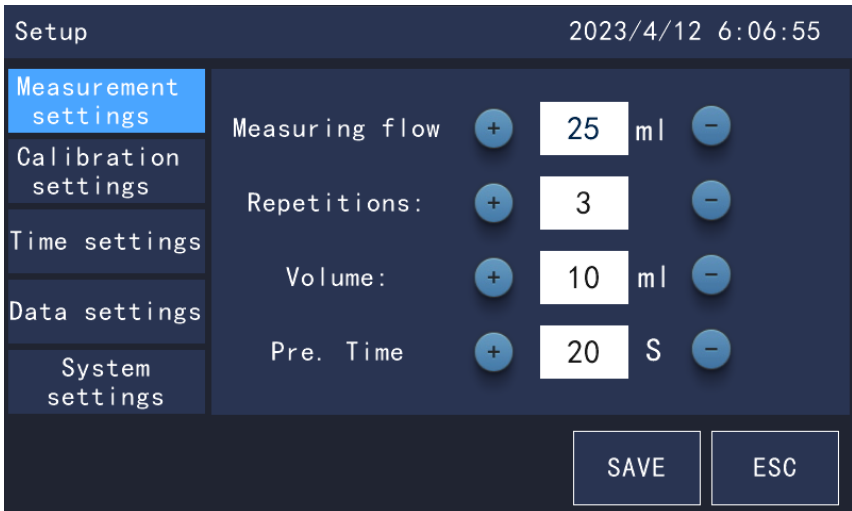 Setup 2023/4/12 6:06:55
Measurement
settings
Calibration
settings
Time settings
Data settings
System
settings
Measuring flow + 25 ml −
Repetitions: + 3 −
Volume: + 10 ml −
Pre. Time + 20 S −
SAVE ESC